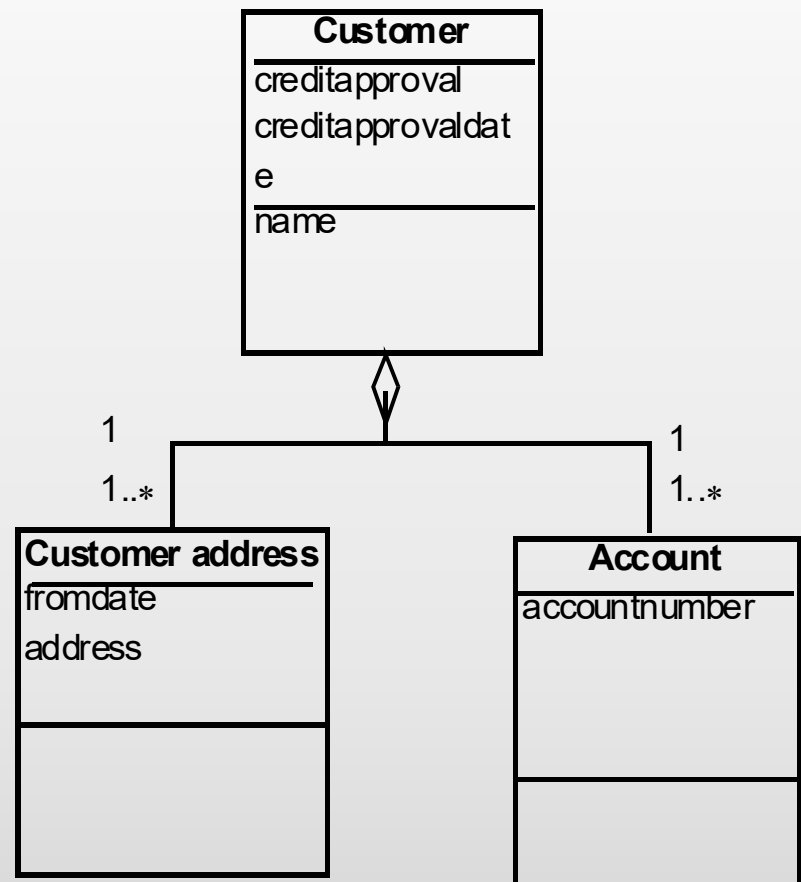 Customer
creditapproval
creditapprovaldat
e
name
1
1
1..*
1..*
Customer address
fromdate
address
Account
accountnumber